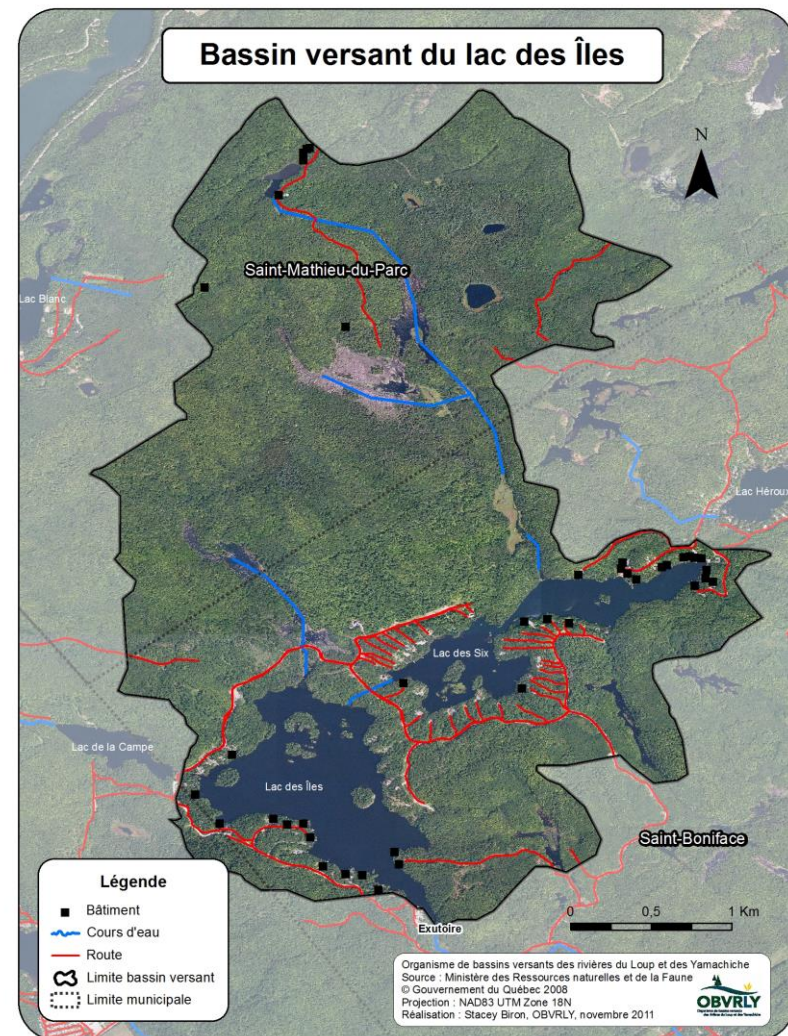 Bassin versant du lac des Îles
N
Saint-Mathieu-du-Parc
Lac Blanc
Lac Héroux
Lac des Six
Lac de la Campe
Lac des Îles
Saint-Boniface
Exutoire
Légende
Bâtiment
Cours d'eau
Route
Limite bassin versant
Limite municipale
0 0,5 1 Km
Organisme de bassins versants des rivières du Loup et des Yamachiche
Source : Ministère des Ressources naturelles et de la Faune
© Gouvernement du Québec 2008
Projection : NAD83 UTM Zone 18N
Réalisation : Stacey Biron, novembre 2011
OBVRLY